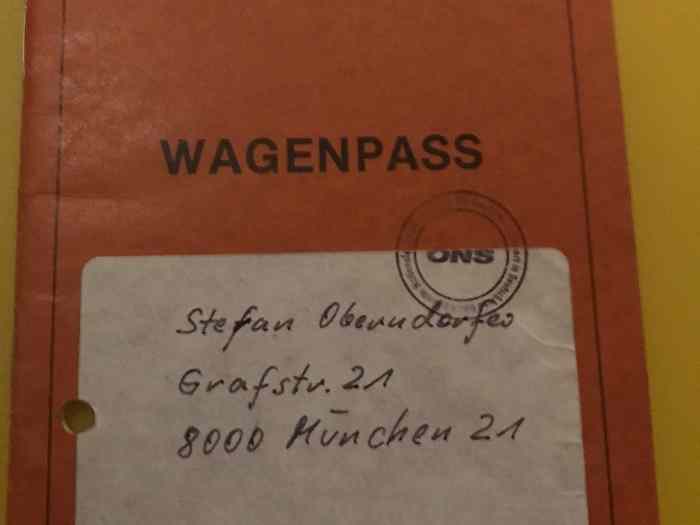 WAGENPASS
ONS
Stefan Oberndorfer
Grafstr. 21
8000 München 21